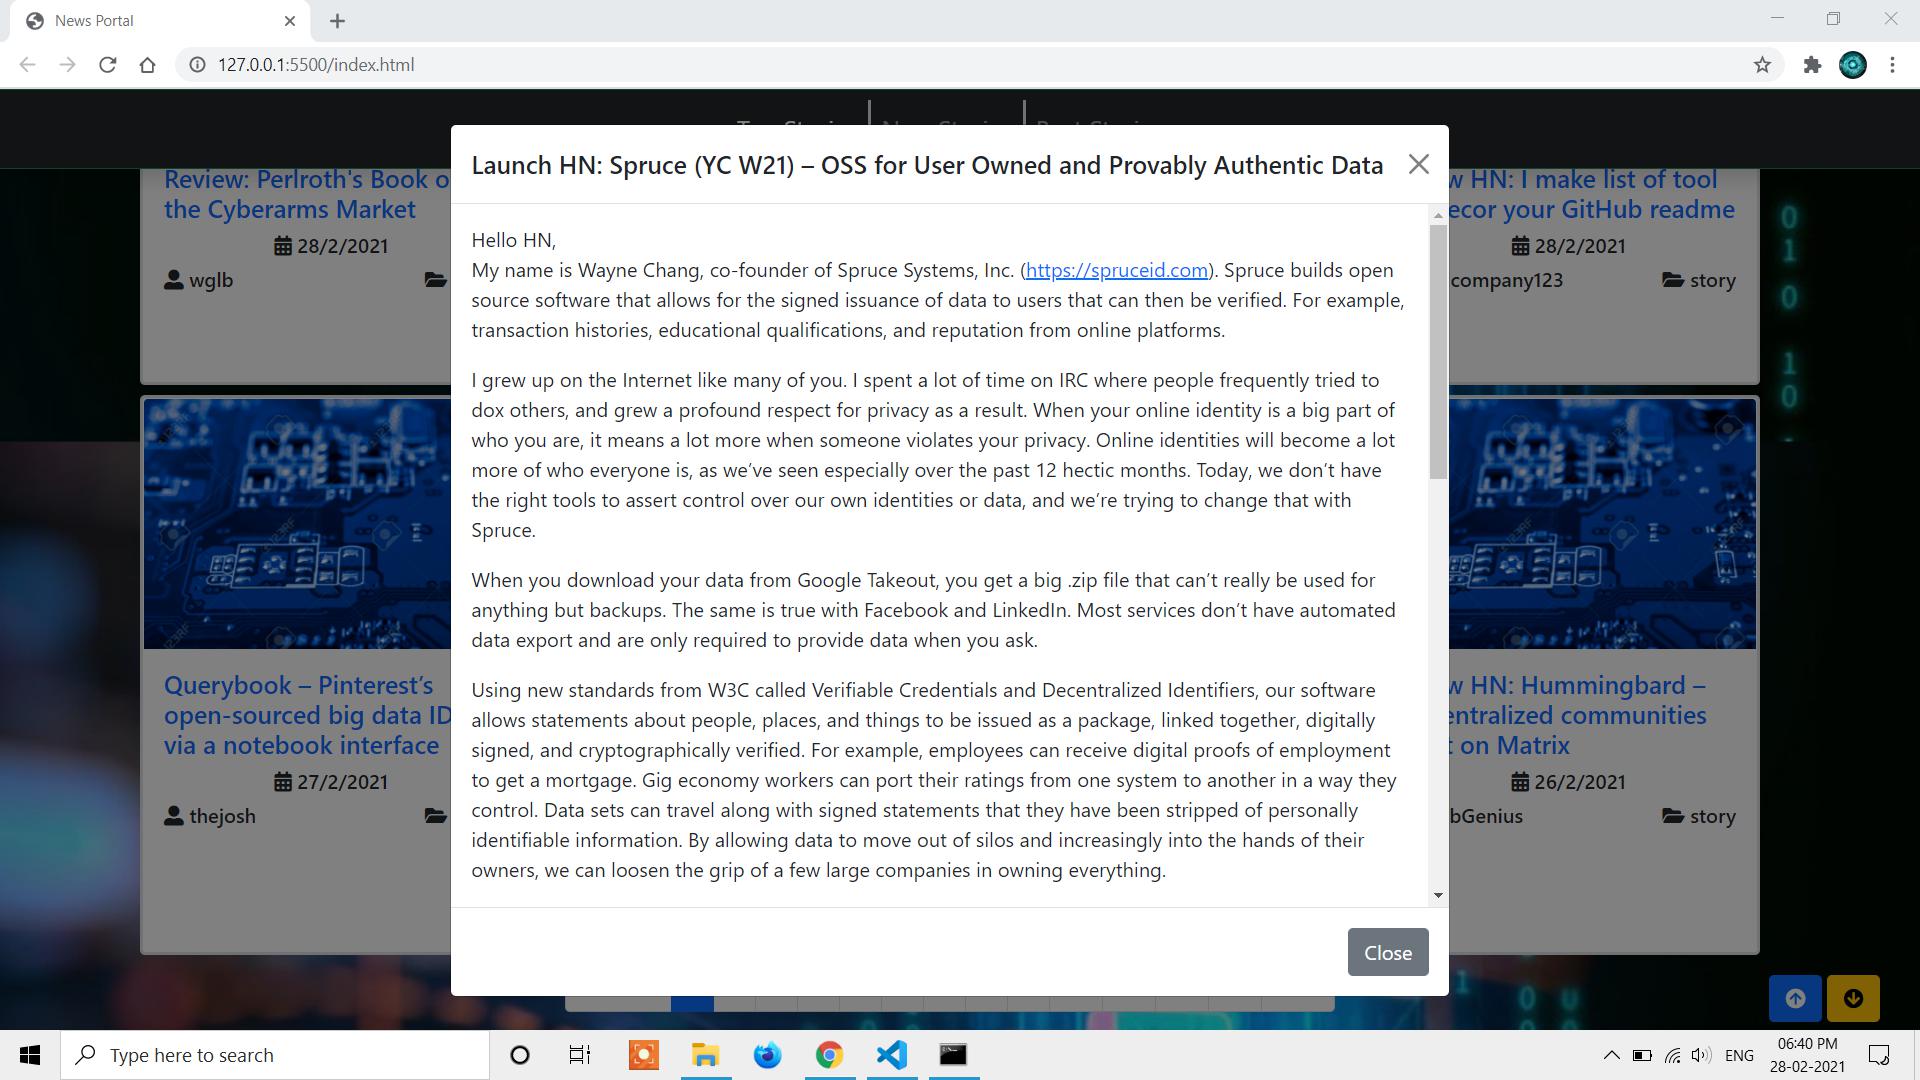 News Portal
127.0.0.1:5500/index.html
Launch HN: Spruce (YC W21) – OSS for User Owned and Provably Authentic Data
Hello HN,
My name is Wayne Chang, co-founder of Spruce Systems, Inc. (https://spruceid.com). Spruce builds open
source software that allows for the signed issuance of data to users that can then be verified. For example,
transaction histories, educational qualifications, and reputation from online platforms.
I grew up on the Internet like many of you. I spent a lot of time on IRC where people frequently tried to
dox others, and grew a profound respect for privacy as a result. When your online identity is a big part of
who you are, it means a lot more when someone violates your privacy. Online identities will become a lot
more of who everyone is, as we’ve seen especially over the past 12 hectic months. Today, we don’t have
the right tools to assert control over our own identities or data, and we’re trying to change that with
Spruce.
When you download your data from Google Takeout, you get a big .zip file that can’t really be used for
anything but backups. The same is true with Facebook and LinkedIn. Most services don’t have automated
data export and are only required to provide data when you ask.
Using new standards from W3C called Verifiable Credentials and Decentralized Identifiers, our software
allows statements about people, places, and things to be issued as a package, linked together, digitally
signed, and cryptographically verified. For example, employees can receive digital proofs of employment
to get a mortgage. Gig economy workers can port their ratings from one system to another in a way they
control. Data sets can travel along with signed statements that they have been stripped of personally
identifiable information. By allowing data to move out of silos and increasingly into the hands of their
owners, we can loosen the grip of a few large companies in owning everything.
Close
Review: Perlroth's Book o
the Cyberarms Market
28/2/2021
wglb
Querybook – Pinterest’s
open-sourced big data ID
via a notebook interface
27/2/2021
thejosh
w HN: I make list of tool
ecor your GitHub readme
28/2/2021
company123
story
w HN: Hummingbard –
entralized communities
t on Matrix
26/2/2021
bGenius
story
Type here to search
ENG
06:40 PM
28-02-2021